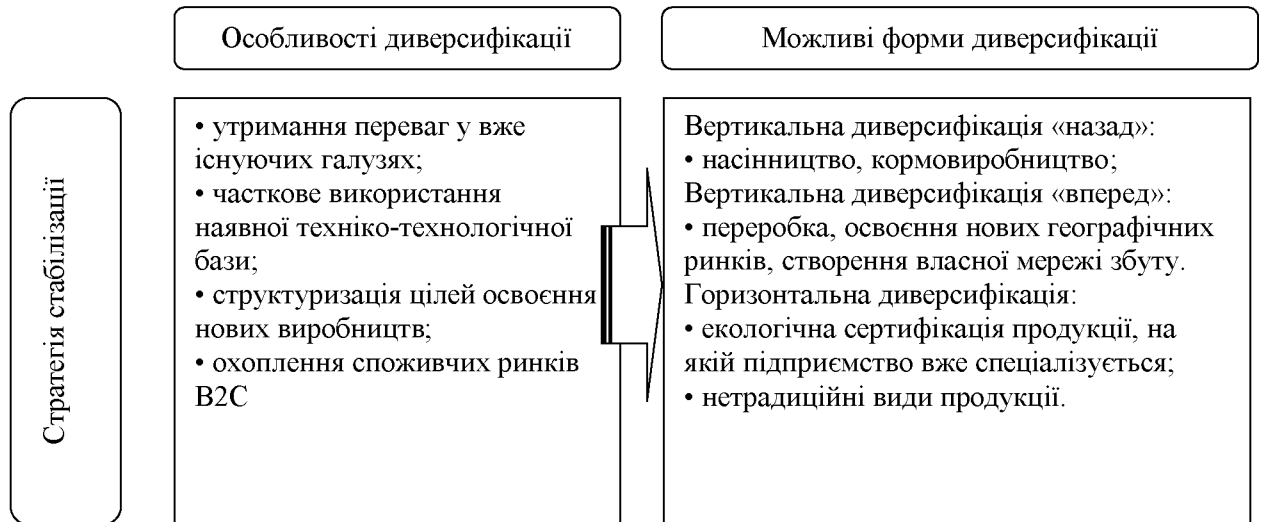 Особливості диверсифікації
Можливі форми диверсифікації
Стратегія стабілізації
• утримання переваг у вже
існуючих галузях;
• часткове використання
наявної техніко-технологічної
бази;
• структуризація цілей освоєння
нових виробництв;
• охоплення споживчих ринків
B2C
Вертикальна диверсифікація «назад»:
• насінництво, кормовиробництво;
Вертикальна диверсифікація «вперед»:
• переробка, освоєння нових географічних
ринків, створення власної мережі збуту.
Горизонтальна диверсифікація:
• екологічна сертифікація продукції, на
якій підприємство вже спеціалізується;
• нетрадиційні види продукції.